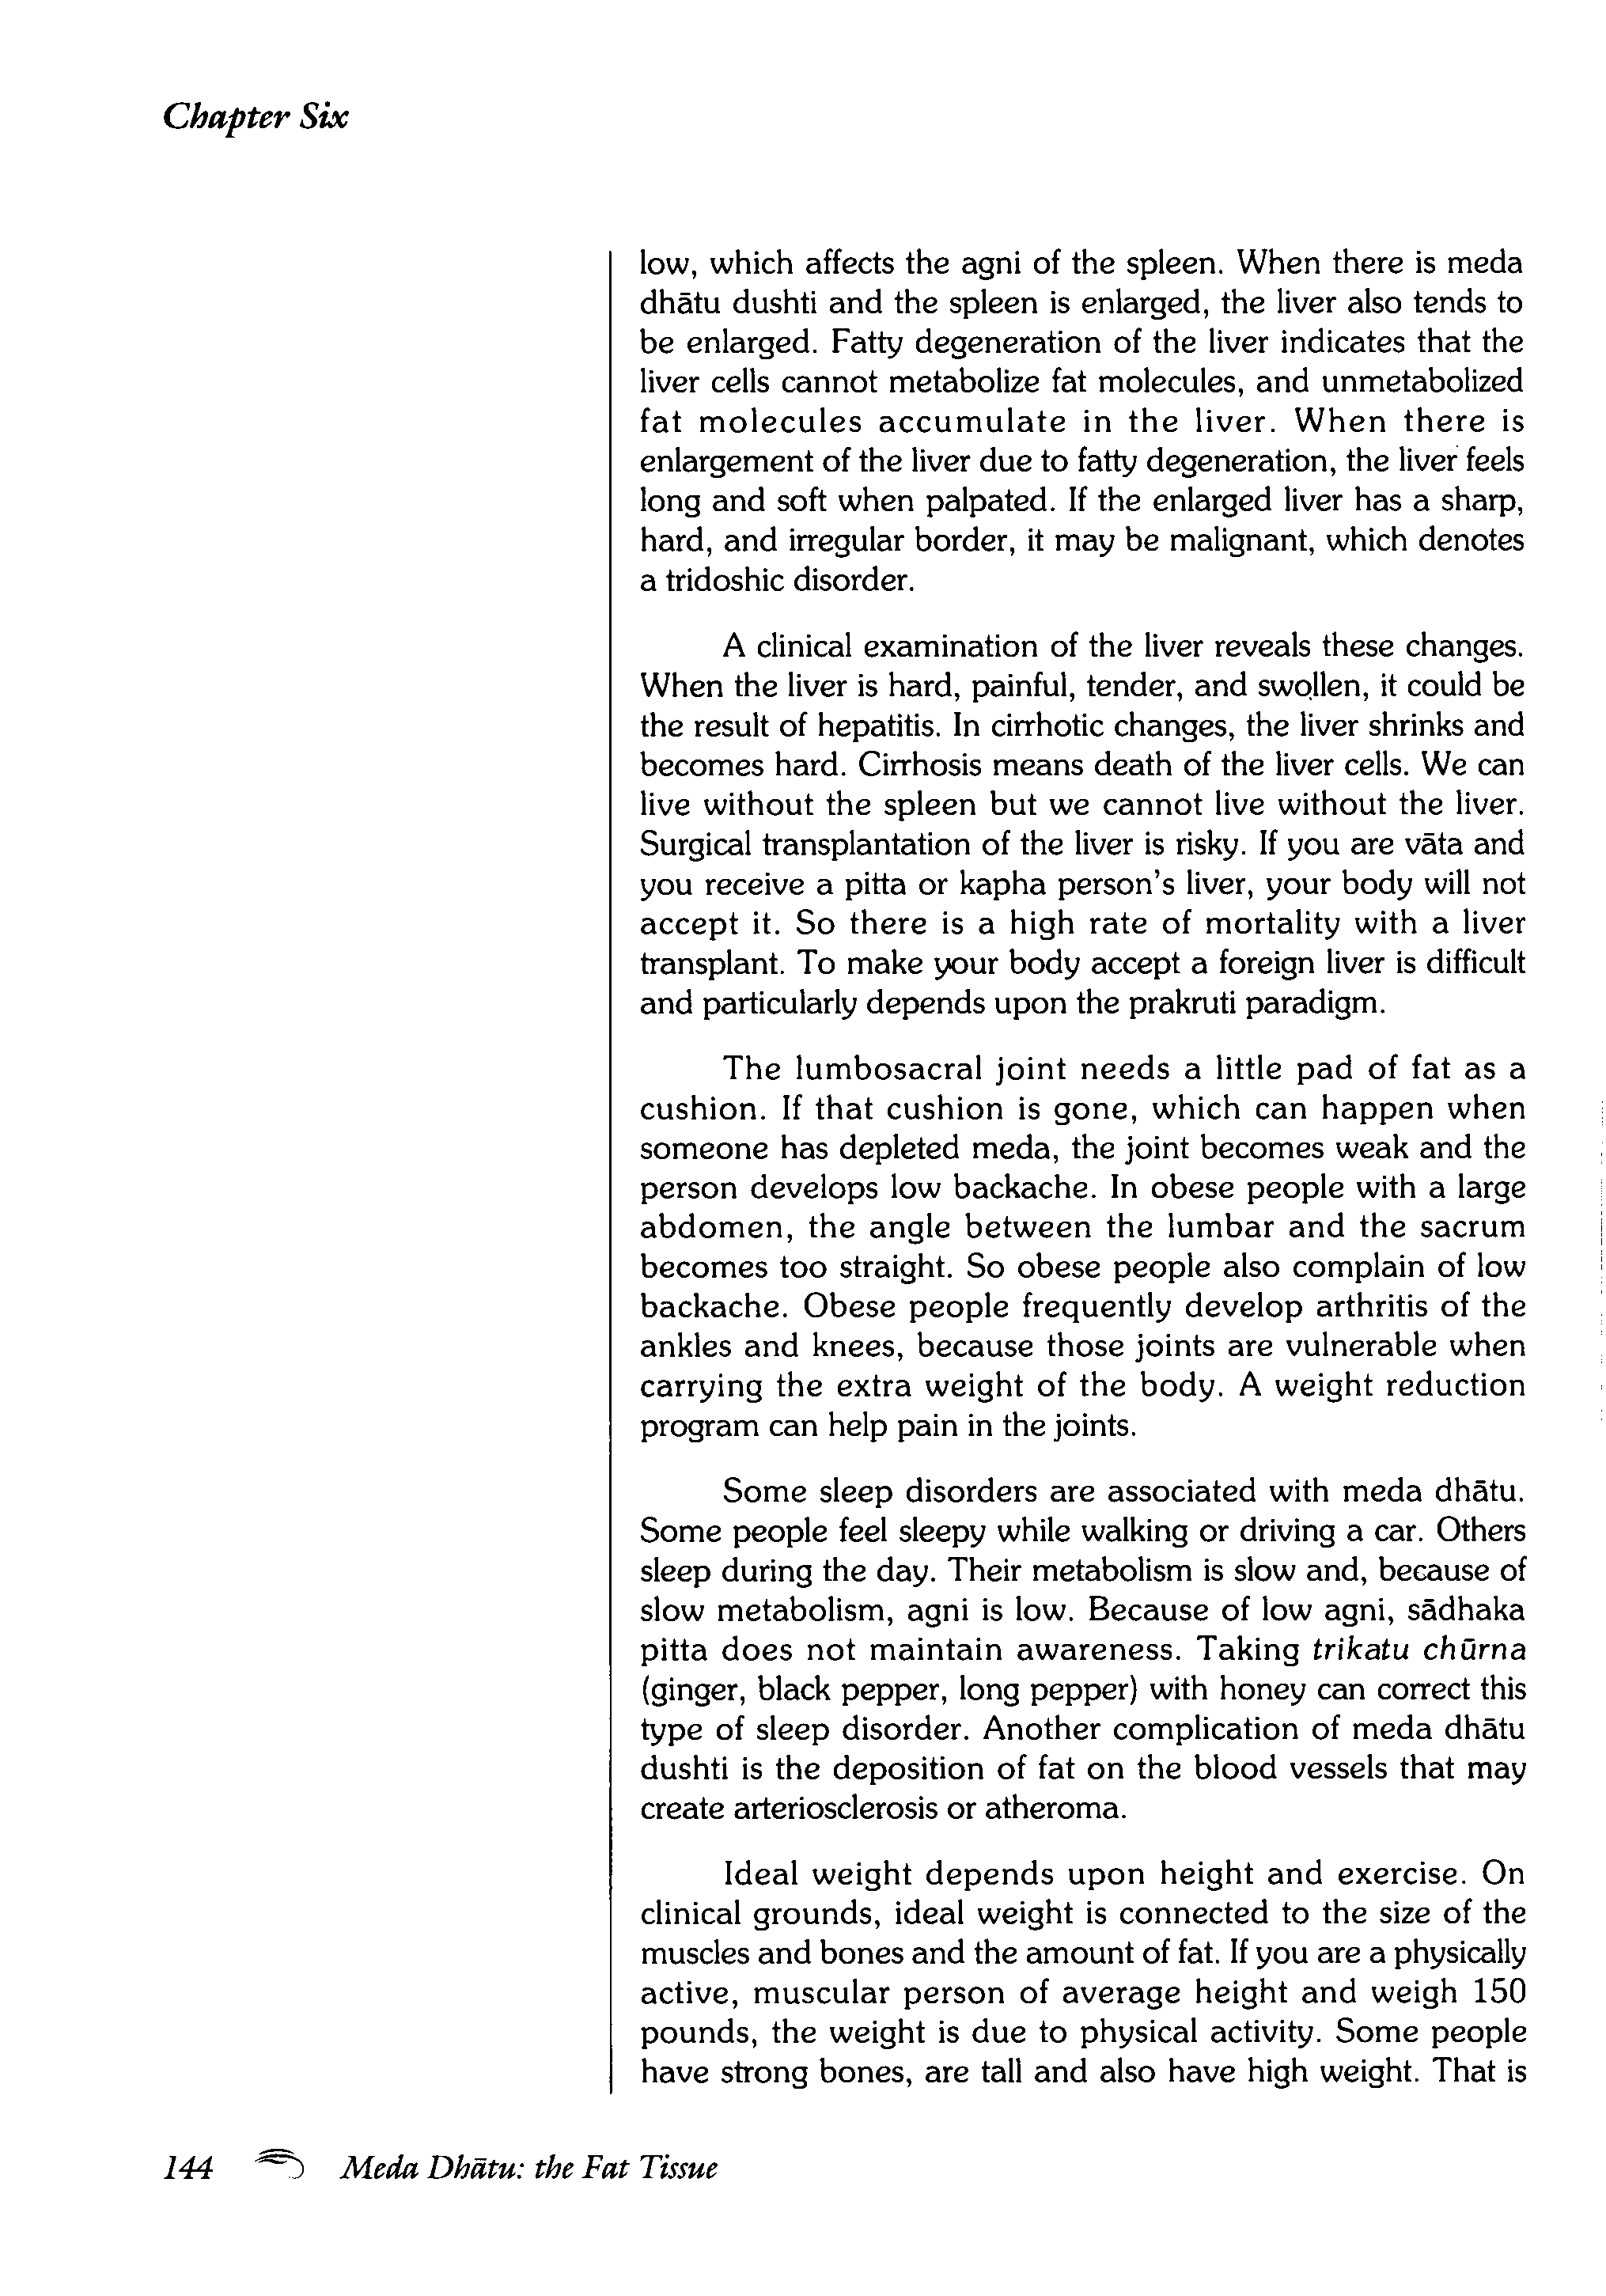 Chapter Six
low, which affects the agni of the spleen. When there is meda
dhātu dushti and the spleen is enlarged, the liver also tends to
be enlarged. Fatty degeneration of the liver indicates that the
liver cells cannot metabolize fat molecules, and unmetabolized
fat molecules accumulate in the liver. When there is
enlargement of the liver due to fatty degeneration, the liver feels
long and soft when palpated. If the enlarged liver has a sharp,
hard, and irregular border, it may be malignant, which denotes
a tridoshic disorder.
A clinical examination of the liver reveals these changes.
When the liver is hard, painful, tender, and swollen, it could be
the result of hepatitis. In cirrhotic changes, the liver shrinks and
becomes hard. Cirrhosis means death of the liver cells. We can
live without the spleen but we cannot live without the liver.
Surgical transplantation of the liver is risky. If you are vāta and
you receive a pitta or kapha person's liver, your body will not
accept it. So there is a high rate of mortality with a liver
transplant. To make your body accept a foreign liver is difficult
and particularly depends upon the prakruti paradigm.
The lumbosacral joint needs a little pad of fat as a
cushion. If that cushion is gone, which can happen when
someone has depleted meda, the joint becomes weak and the
person develops low backache. In obese people with a large
abdomen, the angle between the lumbar and the sacrum
becomes too straight. So obese people also complain of low
backache. Obese people frequently develop arthritis of the
ankles and knees, because those joints are vulnerable when
carrying the extra weight of the body. A weight reduction
program can help pain in the joints.
Some sleep disorders are associated with meda dhātu.
Some people feel sleepy while walking or driving a car. Others
sleep during the day. Their metabolism is slow and, because of
slow metabolism, agni is low. Because of low agni, sādhaka
pitta does not maintain awareness. Taking trikatu chūrna
(ginger, black pepper, long pepper) with honey can correct this
type of sleep disorder. Another complication of meda dhātu
dushti is the deposition of fat on the blood vessels that may
create arteriosclerosis or atheroma.
Ideal weight depends upon height and exercise. On
clinical grounds, ideal weight is connected to the size of the
muscles and bones and the amount of fat. If you are a physically
active, muscular person of average height and weigh 150
pounds, the weight is due to physical activity. Some people
have strong bones, are tall and also have high weight. That is
144 Meda Dhātu: the Fat Tissue